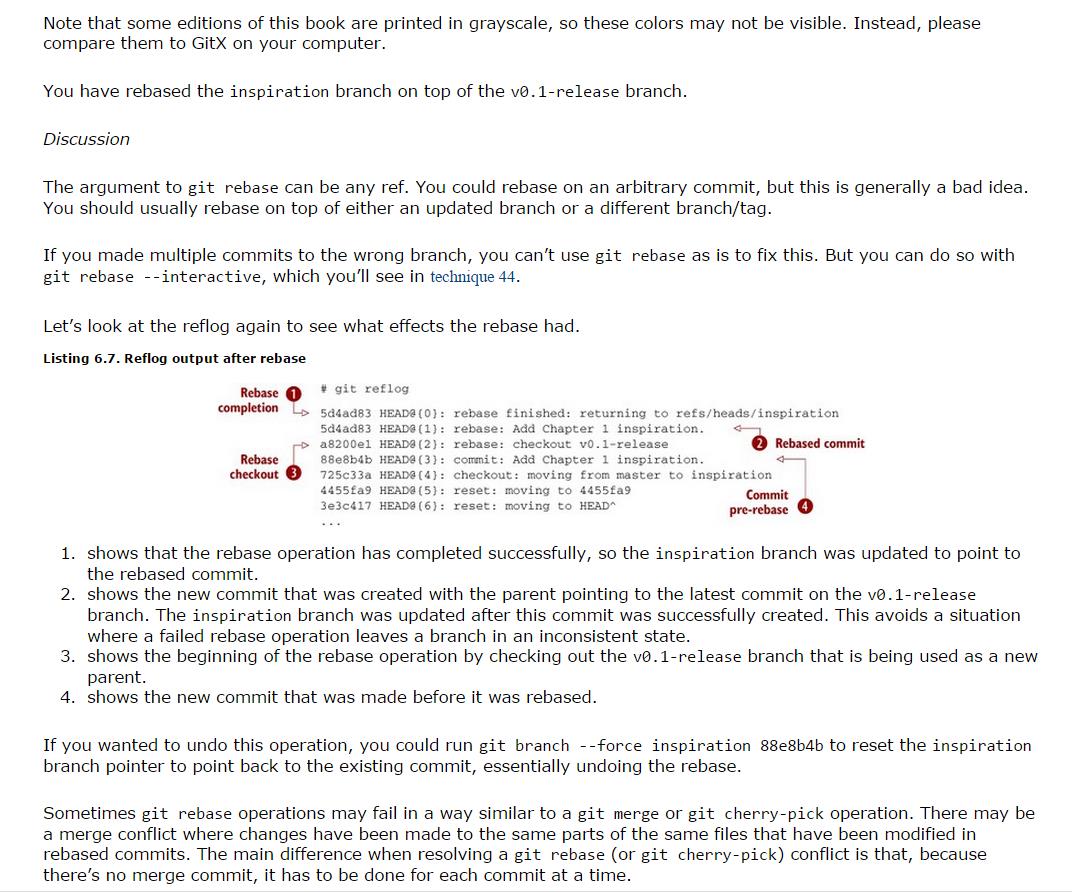 Note that some editions of this book are printed in grayscale, so these colors may not be visible. Instead, please
compare them to GitX on your computer.
You have rebased the inspiration branch on top of the v0.1-release branch.
Discussion
The argument to git rebase can be any ref. You could rebase on an arbitrary commit, but this is generally a bad idea.
You should usually rebase on top of either an updated branch or a different branch/tag.
If you made multiple commits to the wrong branch, you can’t use git rebase as is to fix this. But you can do so with
git rebase --interactive, which you’ll see in technique 44.
Let’s look at the reflog again to see what effects the rebase had.
Listing 6.7. Reflog output after rebase
Rebase 1
completion
# git reflog
5d4ad83 HEAD@{0}: rebase finished: returning to refs/heads/inspiration
5d4ad83 HEAD@{1}: rebase: Add Chapter 1 inspiration.
a8200e1 HEAD@{2}: rebase: checkout v0.1-release
2 Rebased commit
Rebase
checkout 3
88e8b4b HEAD@{3}: commit: Add Chapter 1 inspiration.
725c33a HEAD@{4}: checkout: moving from master to inspiration
4455fa9 HEAD@{5}: reset: moving to 4455fa9
3e3c417 HEAD@{6}: reset: moving to HEAD^
...
Commit
pre-rebase 4
1. shows that the rebase operation has completed successfully, so the inspiration branch was updated to point to
the rebased commit.
2. shows the new commit that was created with the parent pointing to the latest commit on the v0.1-release
branch. The inspiration branch was updated after this commit was successfully created. This avoids a situation
where a failed rebase operation leaves a branch in an inconsistent state.
3. shows the beginning of the rebase operation by checking out the v0.1-release branch that is being used as a new
parent.
4. shows the new commit that was made before it was rebased.
If you wanted to undo this operation, you could run git branch --force inspiration 88e8b4b to reset the inspiration
branch pointer to point back to the existing commit, essentially undoing the rebase.
Sometimes git rebase operations may fail in a way similar to a git merge or git cherry-pick operation. There may be
a merge conflict where changes have been made to the same parts of the same files that have been modified in
rebased commits. The main difference when resolving a git rebase (or git cherry-pick) conflict is that, because
there’s no merge commit, it has to be done for each commit at a time.